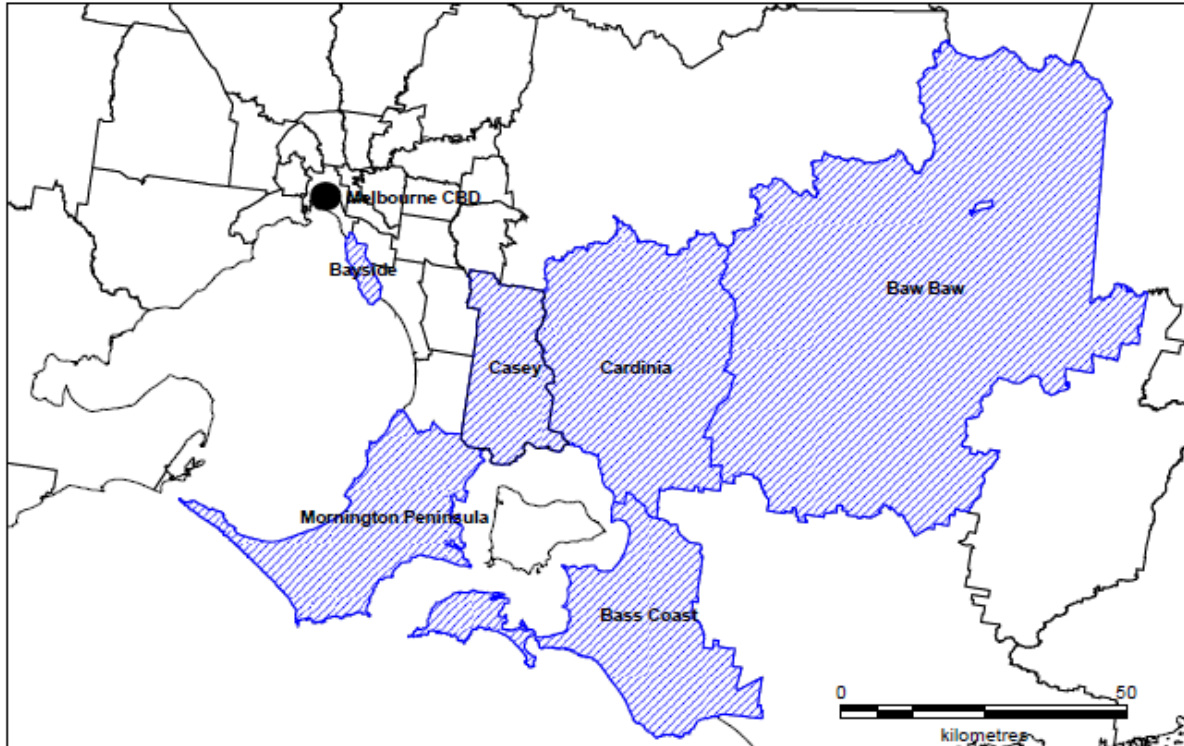 Melbourne CBD
Bayside
Baw Baw
Casey
Cardinia
Mornington Peninsula
Bass Coast
0 50
kilometres